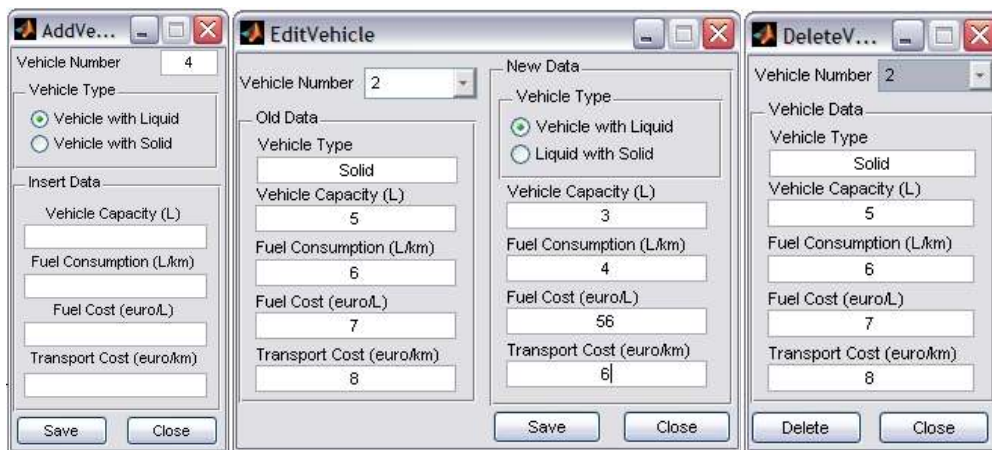 AddVe...
Vehicle Number 4
Vehicle Type
Vehicle with Liquid
Vehicle with Solid
Insert Data
Vehicle Capacity (L)
Fuel Consumption (L/km)
Fuel Cost (euro/L)
Transport Cost (euro/km)
Save Close
EditVehicle
Vehicle Number 2
Old Data
Vehicle Type
Solid
Vehicle Capacity (L)
5
Fuel Consumption (L/km)
6
Fuel Cost (euro/L)
7
Transport Cost (euro/km)
8
New Data
Vehicle Type
Vehicle with Liquid
Liquid with Solid
Vehicle Capacity (L)
3
Fuel Consumption (L/km)
4
Fuel Cost (euro/L)
56
Transport Cost (euro/km)
6
Save Close
DeleteV...
Vehicle Number 2
Vehicle Data
Vehicle Type
Solid
Vehicle Capacity (L)
5
Fuel Consumption (L/km)
6
Fuel Cost (euro/L)
7
Transport Cost (euro/km)
8
Delete Close